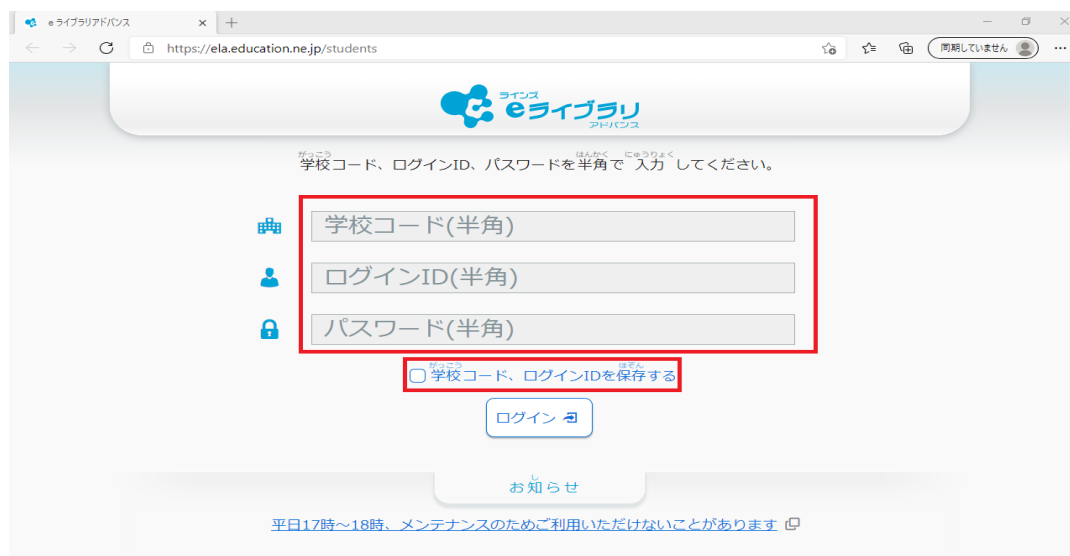 eライブラリアドバンス
https://ela.education.ne.jp/students
同期していません
ラインズ
eライブラリ
アドバンス
がっこう はんかく にゅうりょく
学校コード、ログインID、パスワードを半角で 入力 してください。
学校コード(半角)
ログインID(半角)
パスワード(半角)
がっこう ほぞん
学校コード、ログインIDを保存する
ログイン
し
お知らせ
平日17時~18時、メンテナンスのためご利用いただけないことがあります